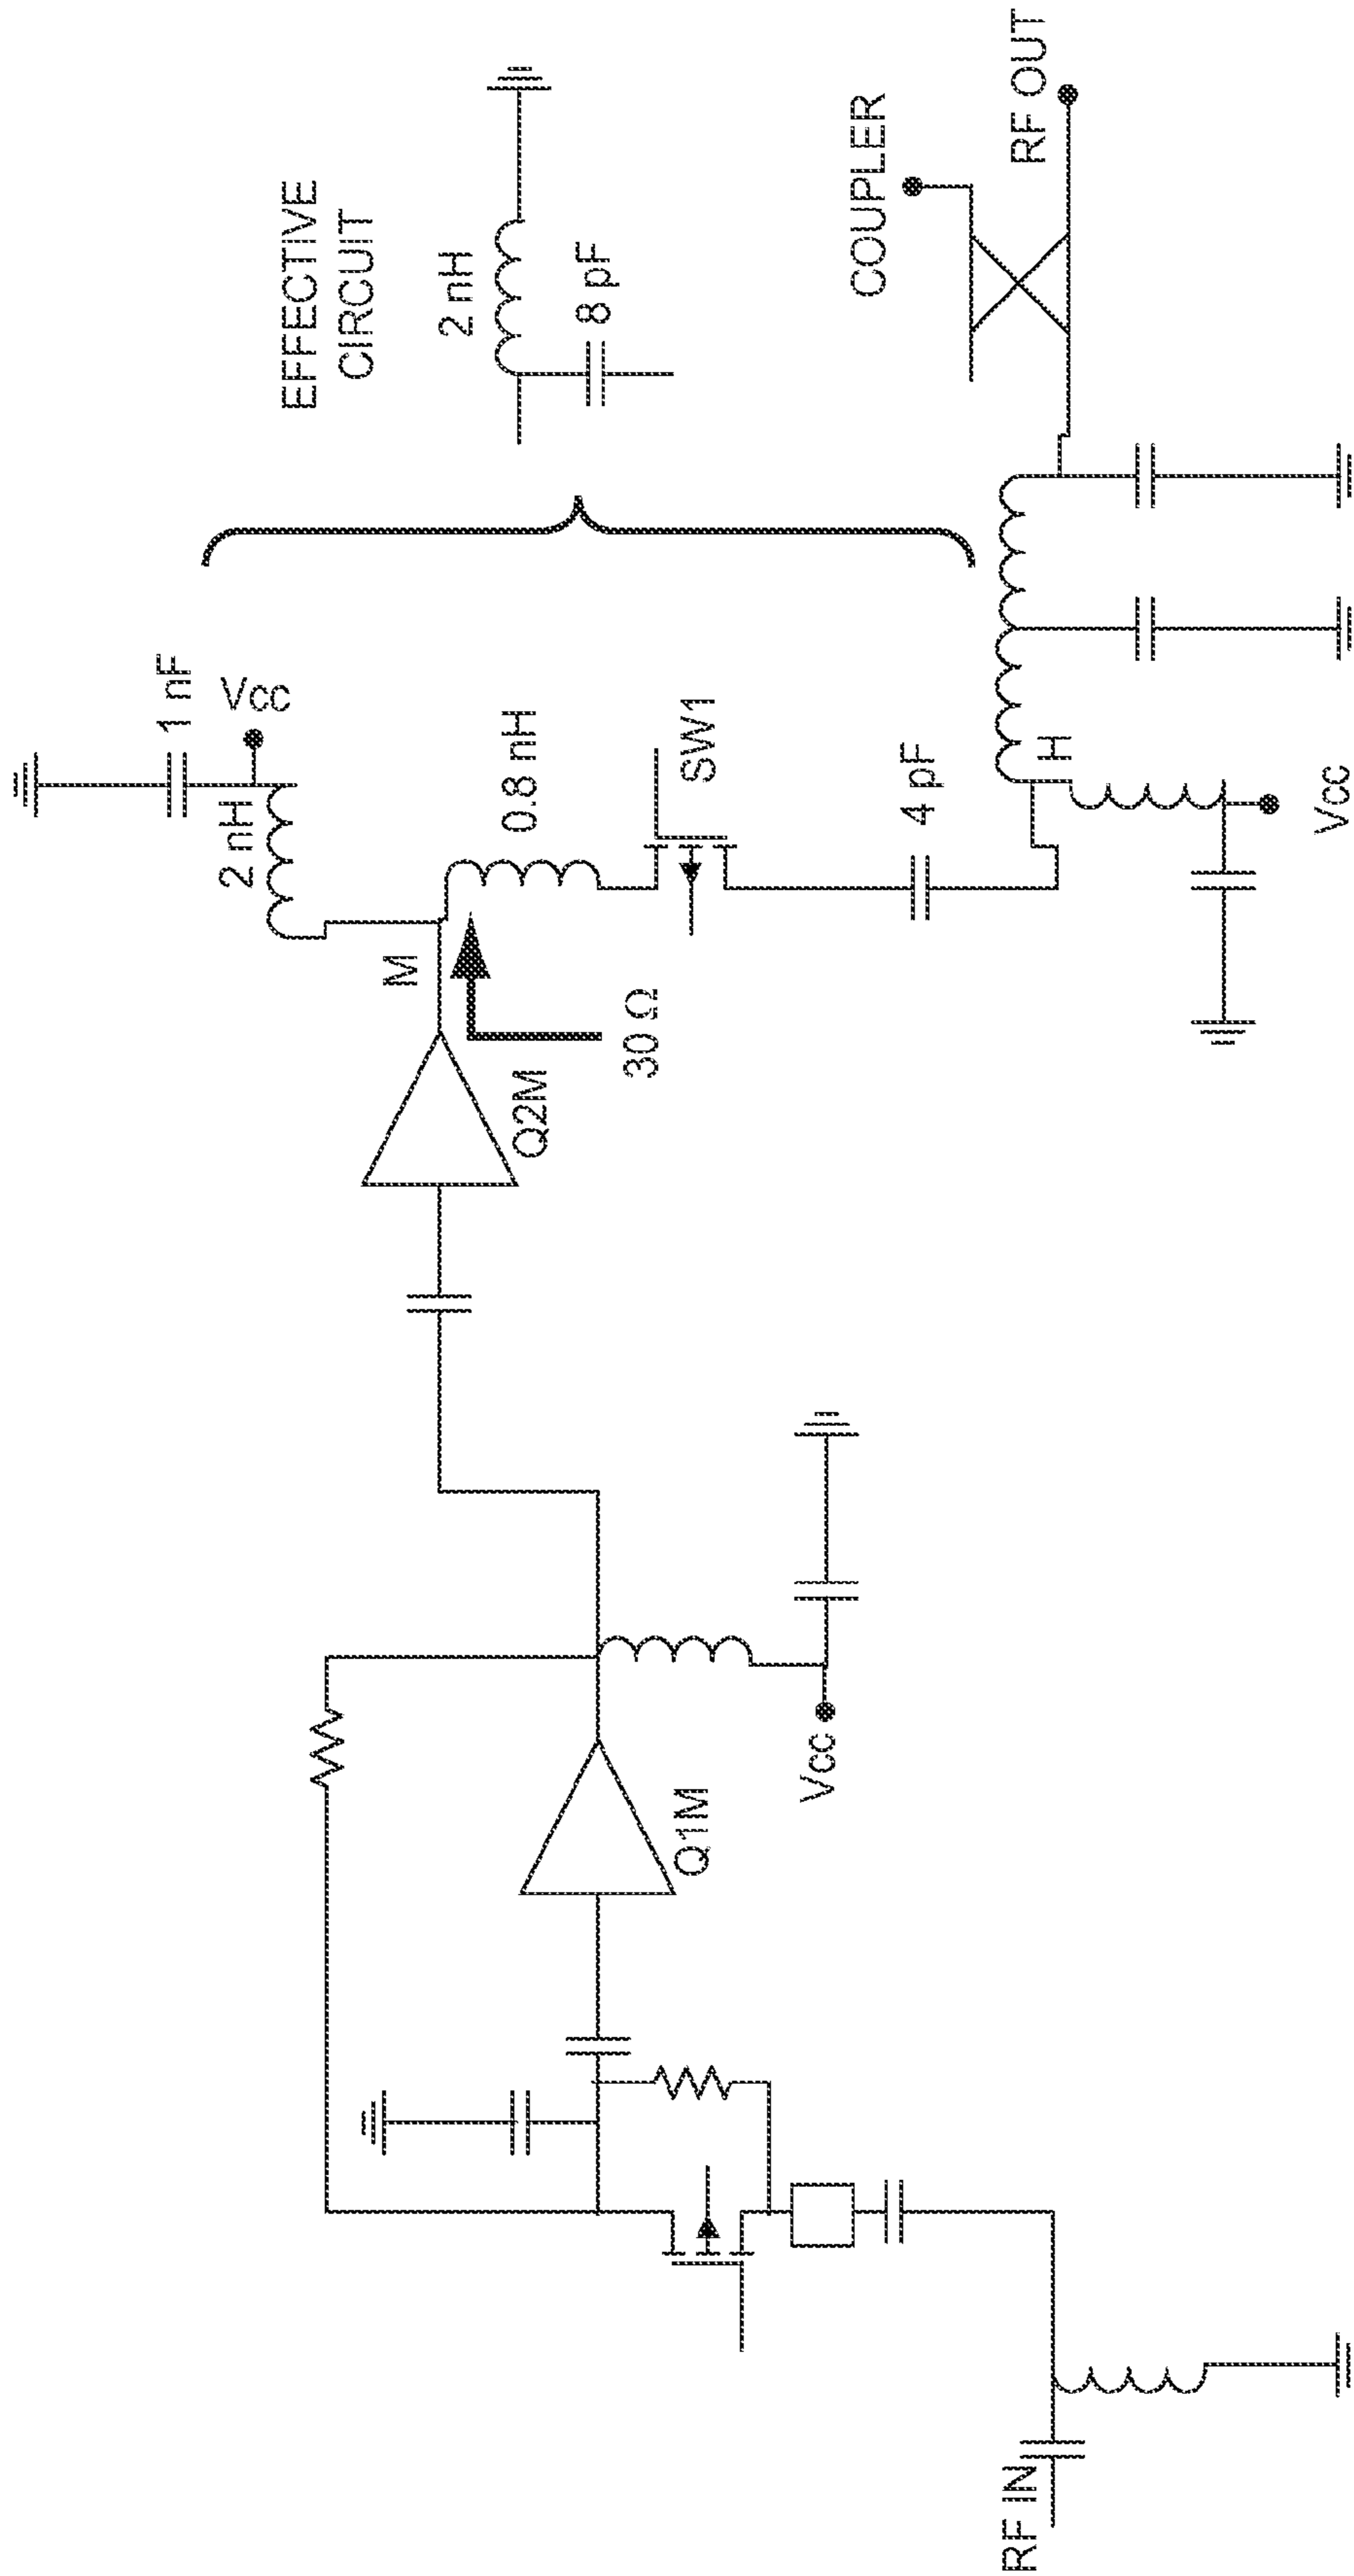 EFFECTIVE
CIRCUIT
2 nH
8 pF
COUPLER
RF OUT
1 nF
Vcc
2 nH
0.8 nH
SW1
4 pF
H
Vcc
M
30 Ω
Q2M
Q1M
Vcc
RF IN